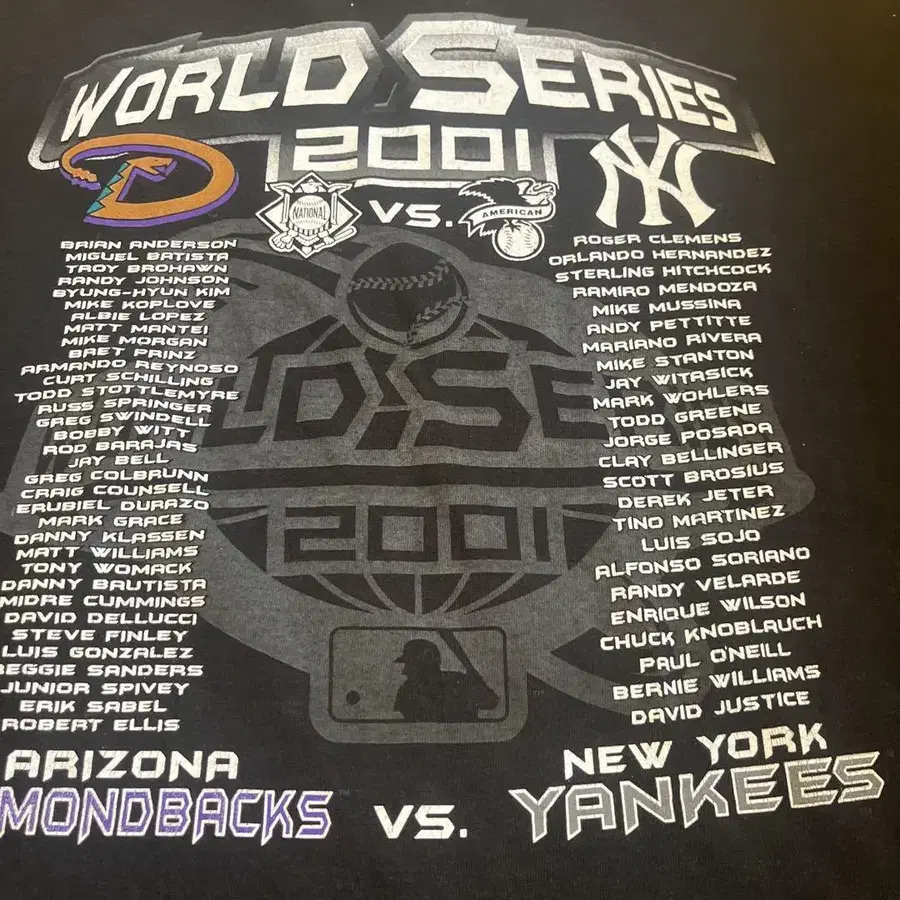 WORLD SERIES
2001
NATIONAL
VS.
AMERICAN
BRIAN ANDERSON
MIGUEL BATISTA
TROY BROHAWN
RANDY JOHNSON
BYUNG-HYUN KIM
MIKE KOPLOVE
ALBIE LOPEZ
MATT MANTEI
MIKE MORGAN
BRET PRINZ
ARMANDO REYNOSO
CURT SCHILLING
TODD STOTTLEMYRE
RUSS SPRINGER
GREG SWINDELL
BOBBY WITT
ROD BARAJAS
JAY BELL
GREG COLBRUNN
CRAIG COUNSELL
ERUBIEL DURAZO
MARK GRACE
DANNY KLASSEN
MATT WILLIAMS
TONY WOMACK
DANNY BAUTISTA
MIDRE CUMMINGS
DAVID DELLUCCI
STEVE FINLEY
LUIS GONZALEZ
REGGIE SANDERS
JUNIOR SPIVEY
ERIK SABEL
ROBERT ELLIS
LD SE
2001
ROGER CLEMENS
ORLANDO HERNANDEZ
STERLING HITCHCOCK
RAMIRO MENDOZA
MIKE MUSSINA
ANDY PETTITTE
MARIANO RIVERA
MIKE STANTON
JAY WITASICK
MARK WOHLERS
TODD GREENE
JORGE POSADA
CLAY BELLINGER
SCOTT BROSIUS
DEREK JETER
TINO MARTINEZ
LUIS SOJO
ALFONSO SORIANO
RANDY VELARDE
ENRIQUE WILSON
CHUCK KNOBLAUCH
PAUL O'NEILL
BERNIE WILLIAMS
DAVID JUSTICE
ARIZONA
MONDBACKS
VS.
NEW YORK
YANKEES